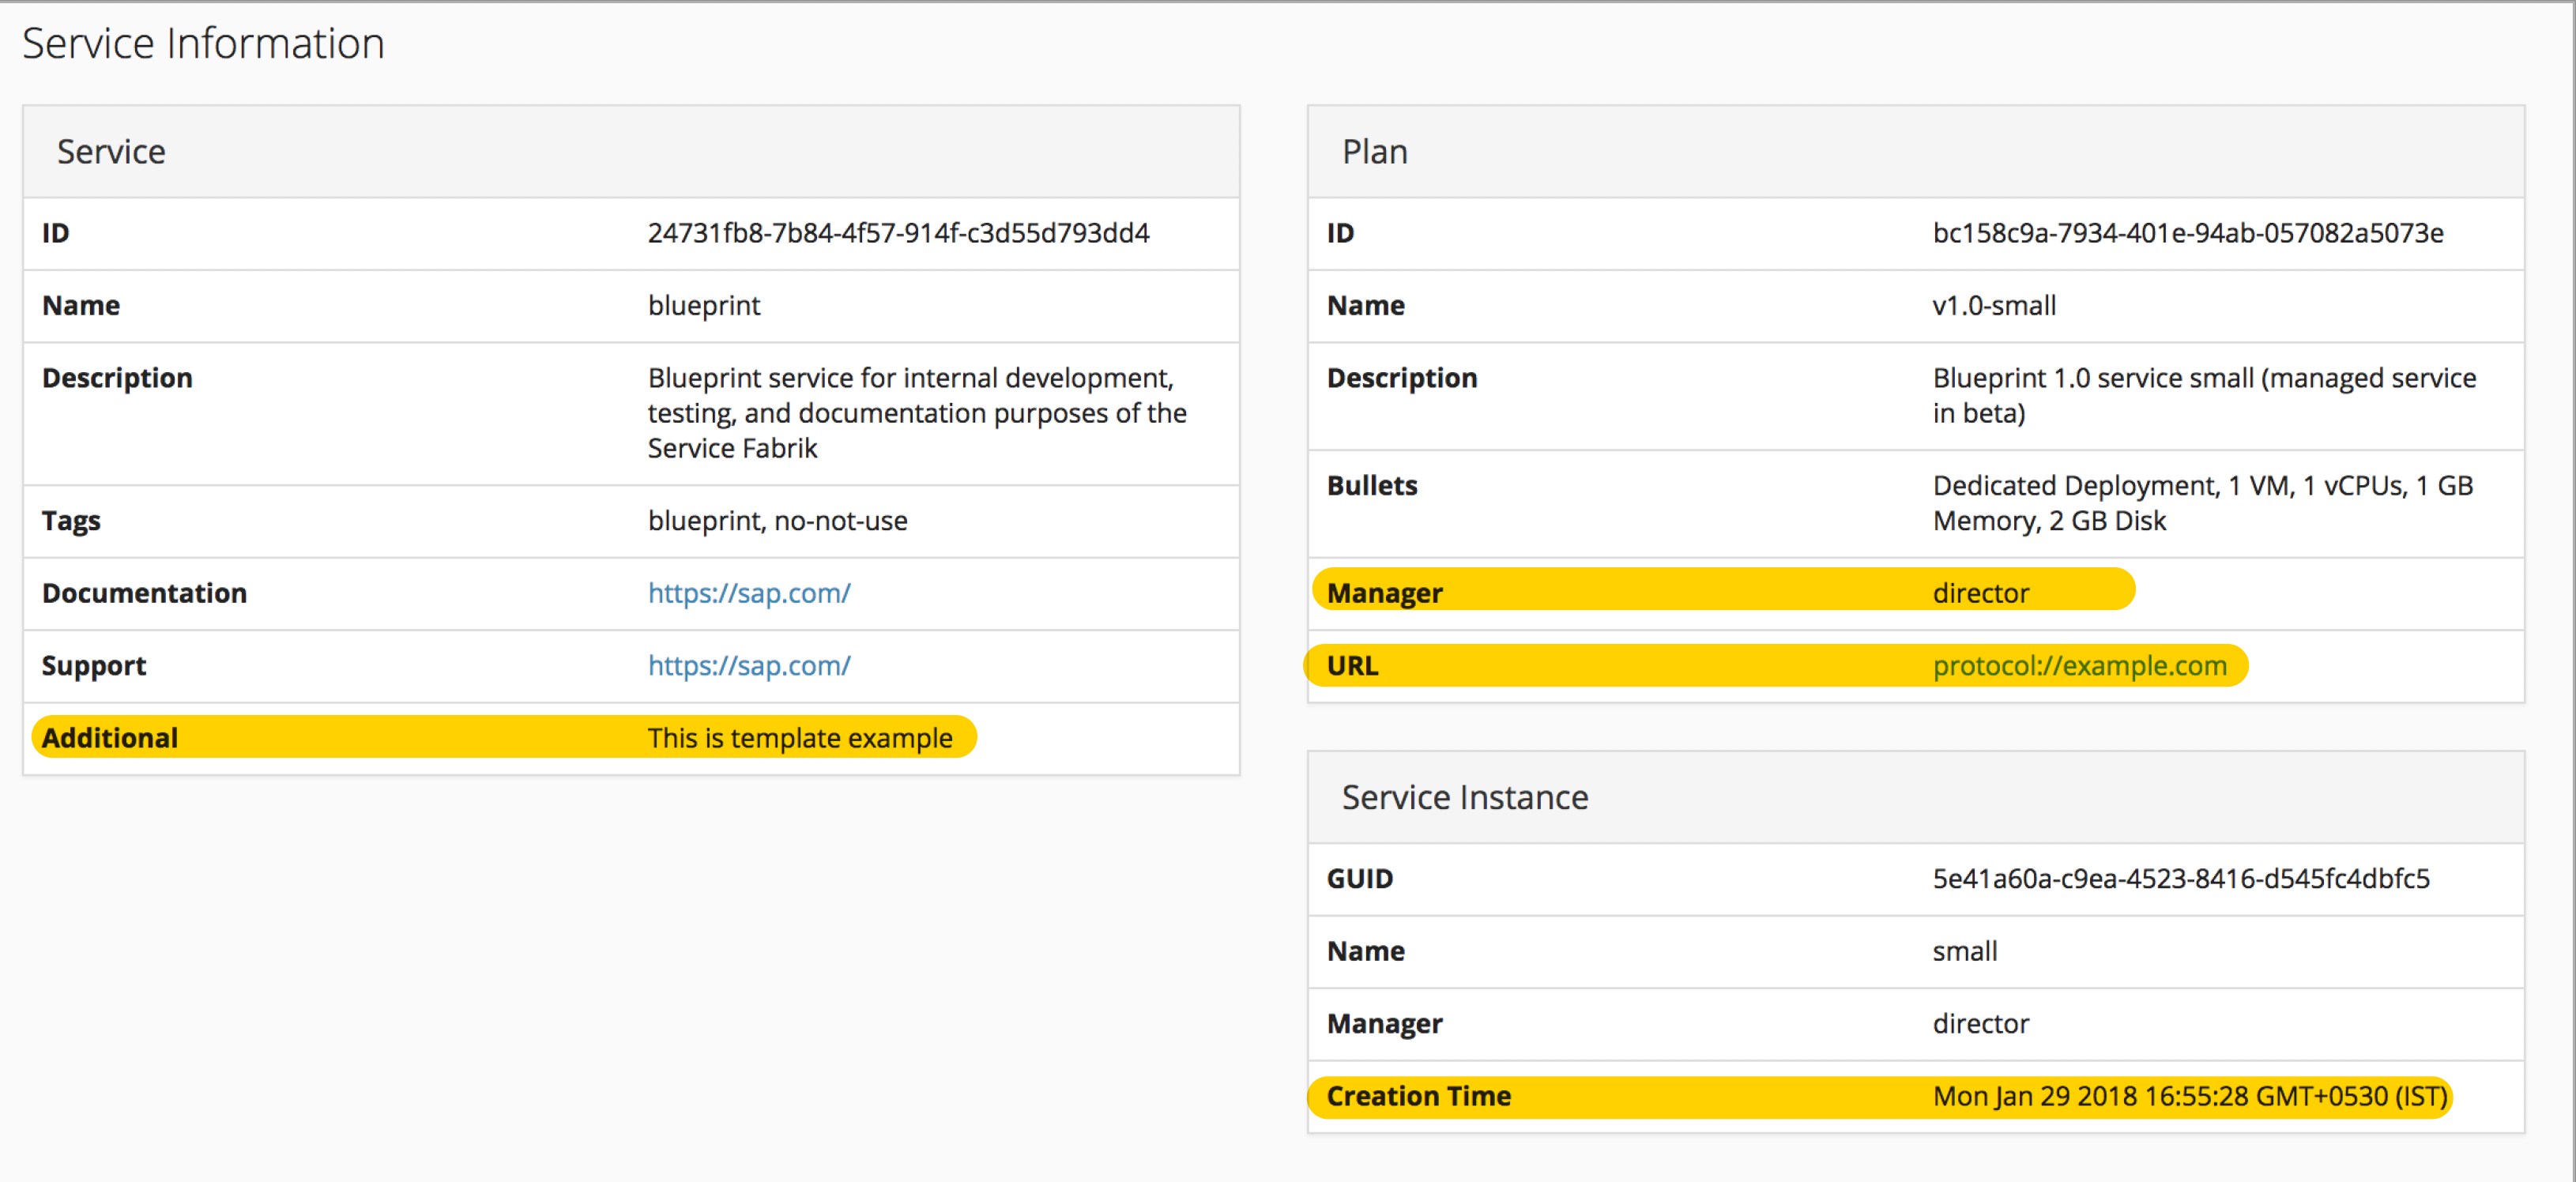 Service Information
Service
ID 24731fb8-7b84-4f57-914f-c3d55d793dd4
Name blueprint
Description Blueprint service for internal development,
testing, and documentation purposes of the
Service Fabrik
Tags blueprint, no-not-use
Documentation https://sap.com/
Support https://sap.com/
Additional This is template example
Plan
ID bc158c9a-7934-401e-94ab-057082a5073e
Name v1.0-small
Description Blueprint 1.0 service small (managed service
in beta)
Bullets Dedicated Deployment, 1 VM, 1 vCPUs, 1 GB
Memory, 2 GB Disk
Manager director
URL protocol://example.com
Service Instance
GUID 5e41a60a-c9ea-4523-8416-d545fc4dbfc5
Name small
Manager director
Creation Time Mon Jan 29 2018 16:55:28 GMT+0530 (IST)